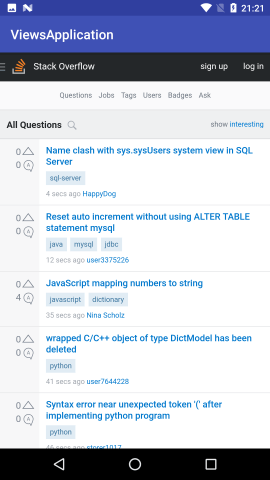 21:21
ViewsApplication
Stack Overflow sign up log in
Questions Jobs Tags Users Badges Ask
All Questions show interesting
0
0 A
Name clash with sys.sysUsers system view in SQL
Server
sql-server
4 secs ago HappyDog
0
0 A
Reset auto increment without using ALTER TABLE
statement mysql
java mysql jdbc
12 secs ago user3375226
0
4 A
JavaScript mapping numbers to string
javascript dictionary
35 secs ago Nina Scholz
0
0 A
wrapped C/C++ object of type DictModel has been
deleted
python
41 secs ago user7644228
0
0 A
Syntax error near unexpected token '(' after
implementing python program
python
46 secs ago storer1017